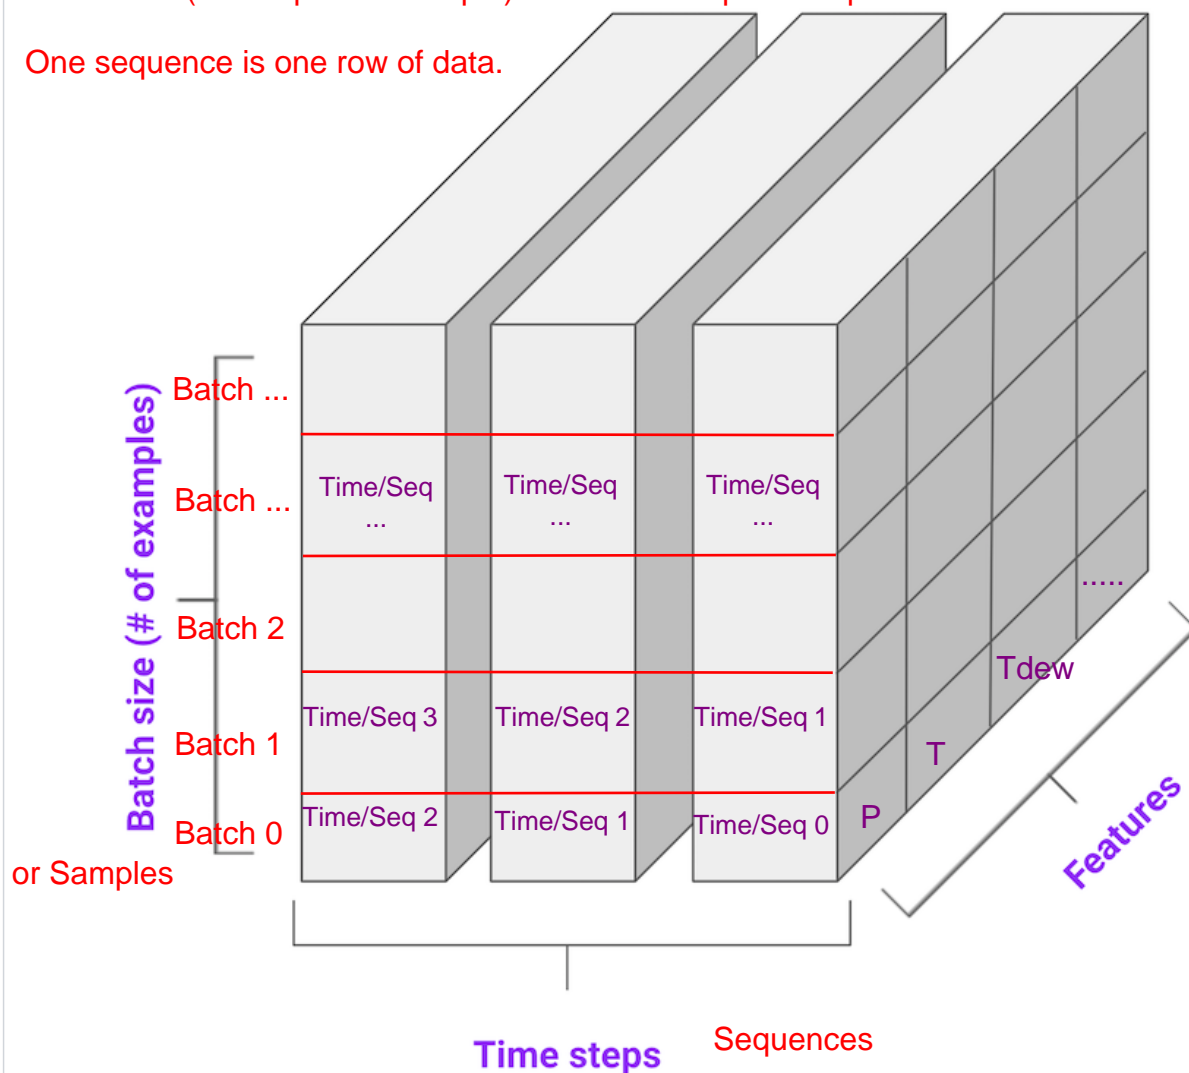 One sequence is one row of data.
Batch size (# of examples)
Batch ...
Batch ...
Batch 2
Batch 1
Batch 0
or Samples
Time/Seq
...
Time/Seq
...
Time/Seq
...
Time/Seq 3
Time/Seq 2
Time/Seq 1
Time/Seq 2
Time/Seq 1
Time/Seq 0
P
T
Tdew
.....
Features
Time steps
Sequences